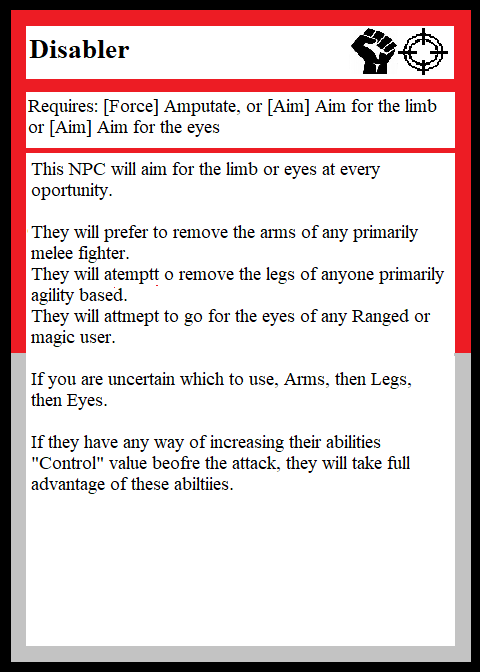 Disabler
Requires: [Force] Amputate, or [Aim] Aim for the limb
or [Aim] Aim for the eyes
This NPC will aim for the limb or eyes at every
oportunity.
They will prefer to remove the arms of any primarily
melee fighter.
They will atemptt o remove the legs of anyone primarily
agility based.
They will attmept to go for the eyes of any Ranged or
magic user.
If you are uncertain which to use, Arms, then Legs,
then Eyes.
If they have any way of increasing their abilities
"Control" value beofre the attack, they will take full
advantage of these abiltiies.